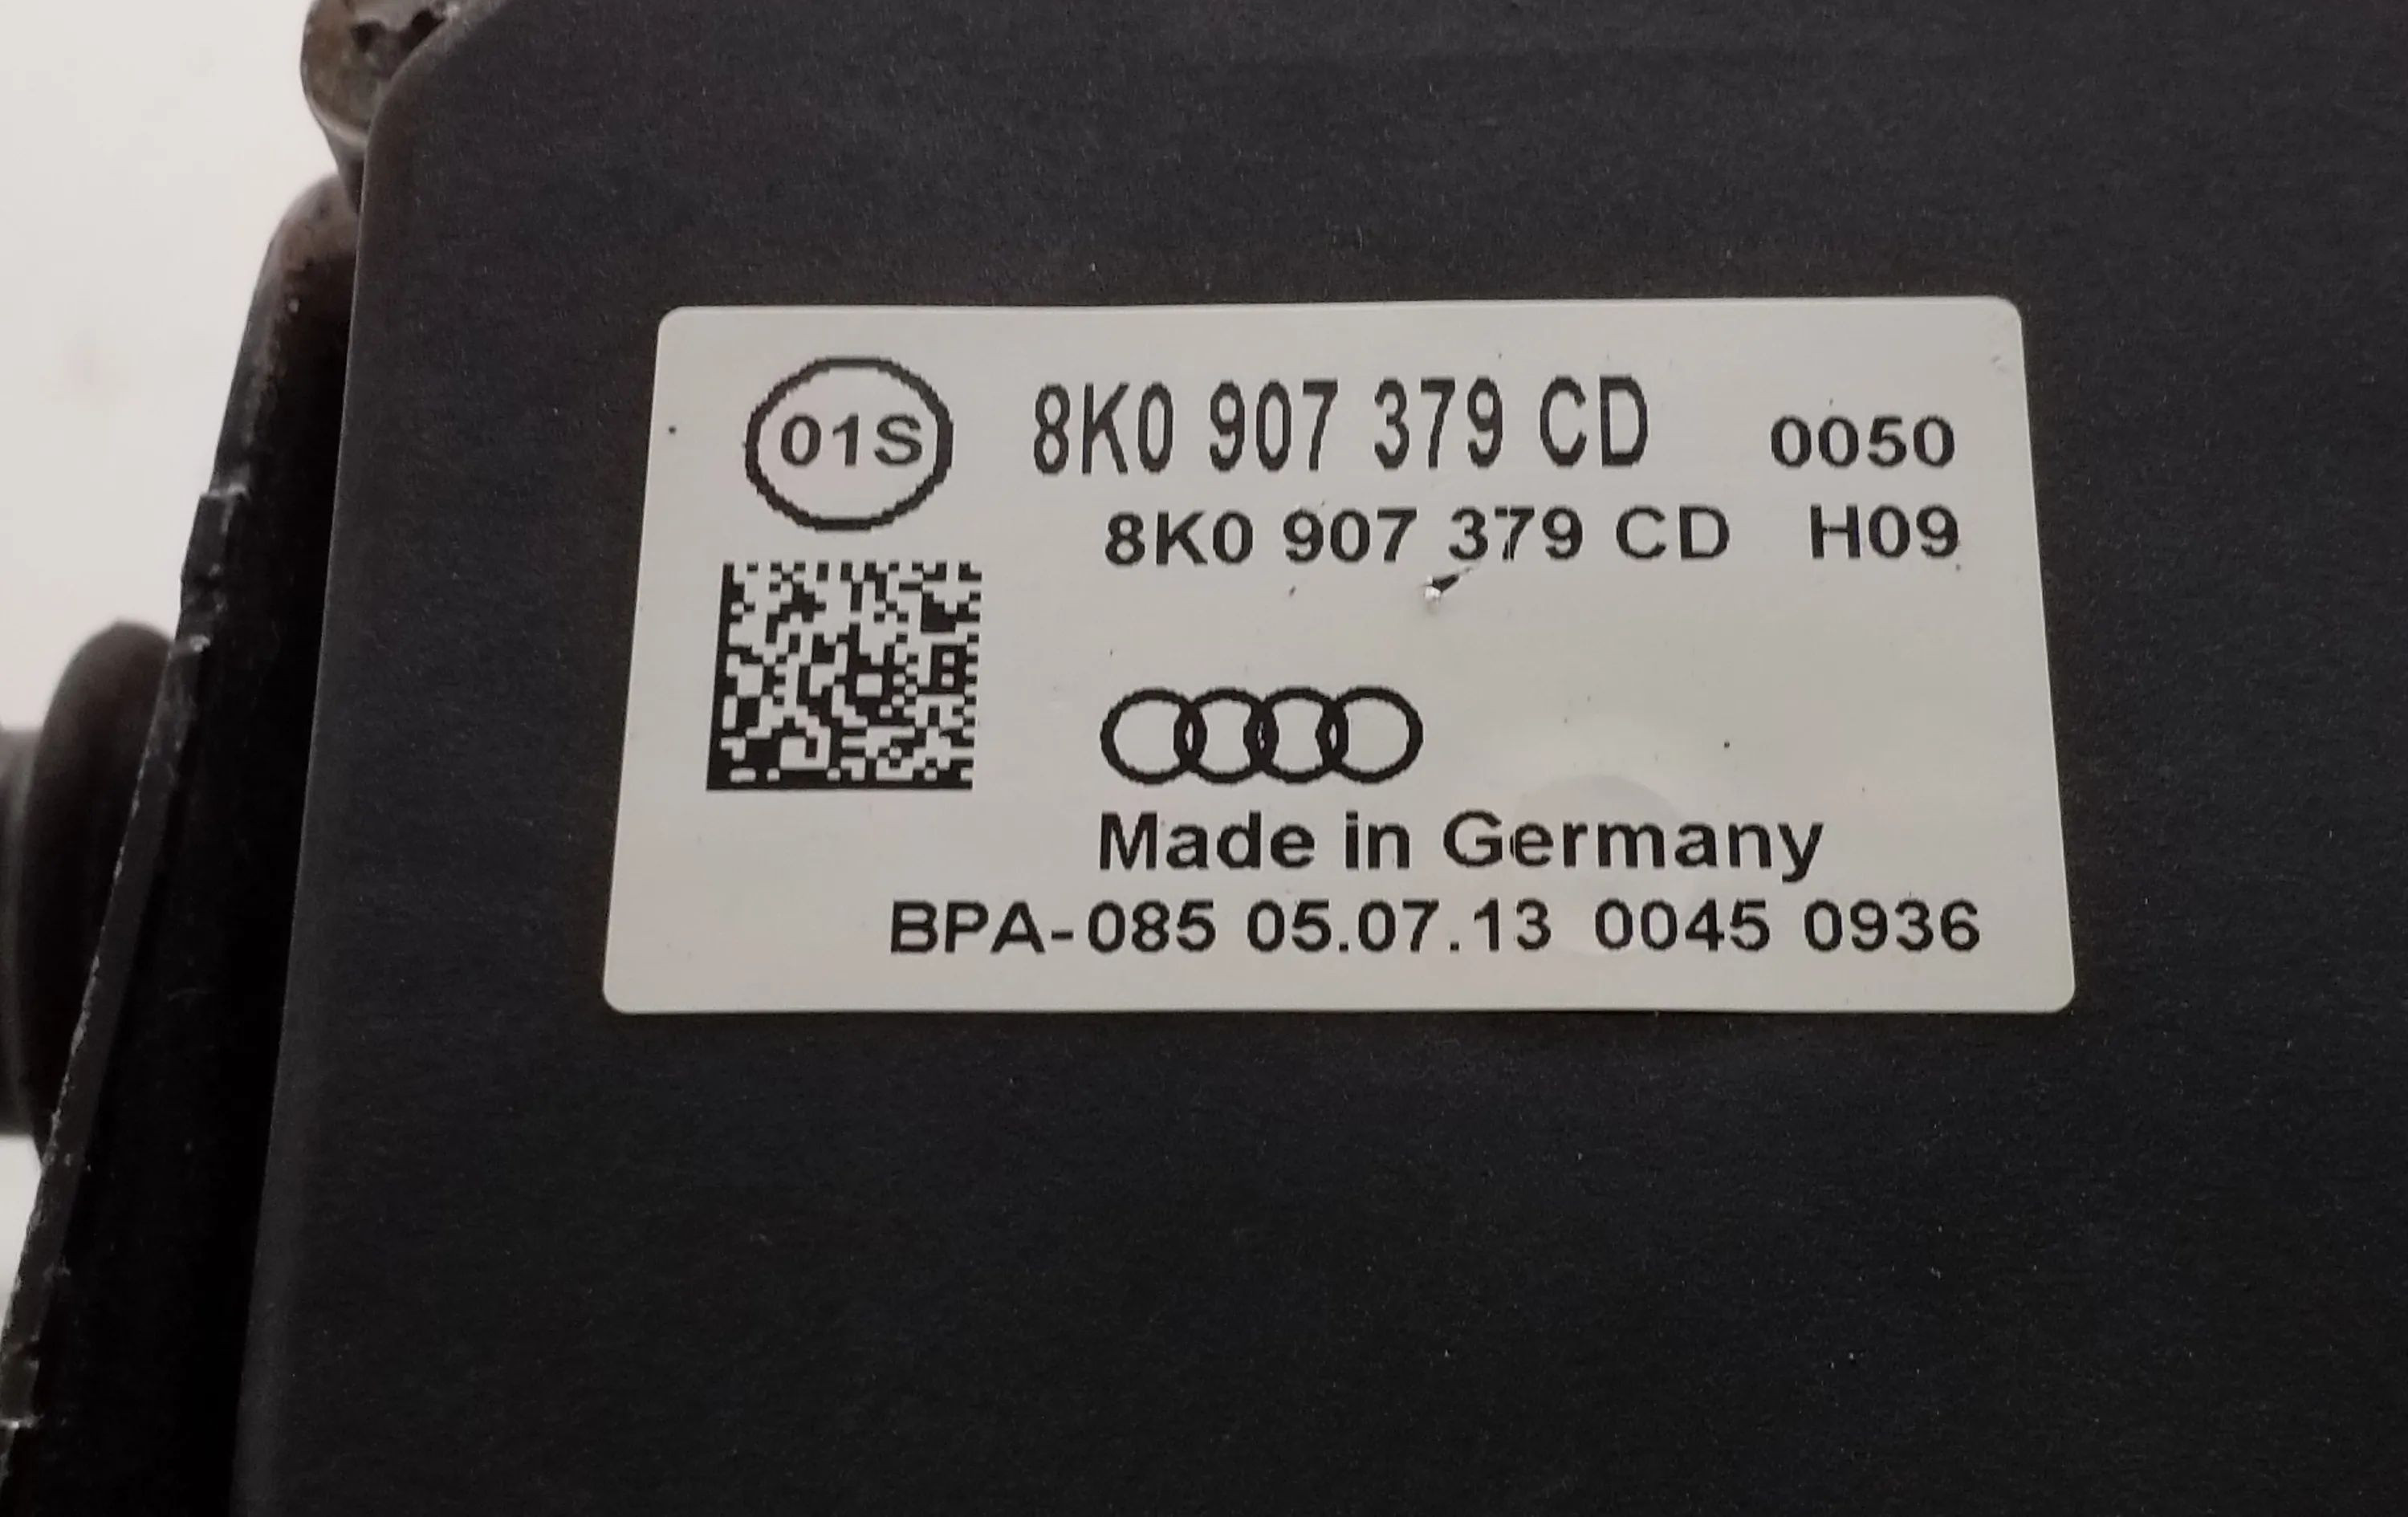 01S
8K0 907 379 CD 0050
8K0 907 379 CD H09
Made in Germany
BPA-085 05.07.13 0045 0936